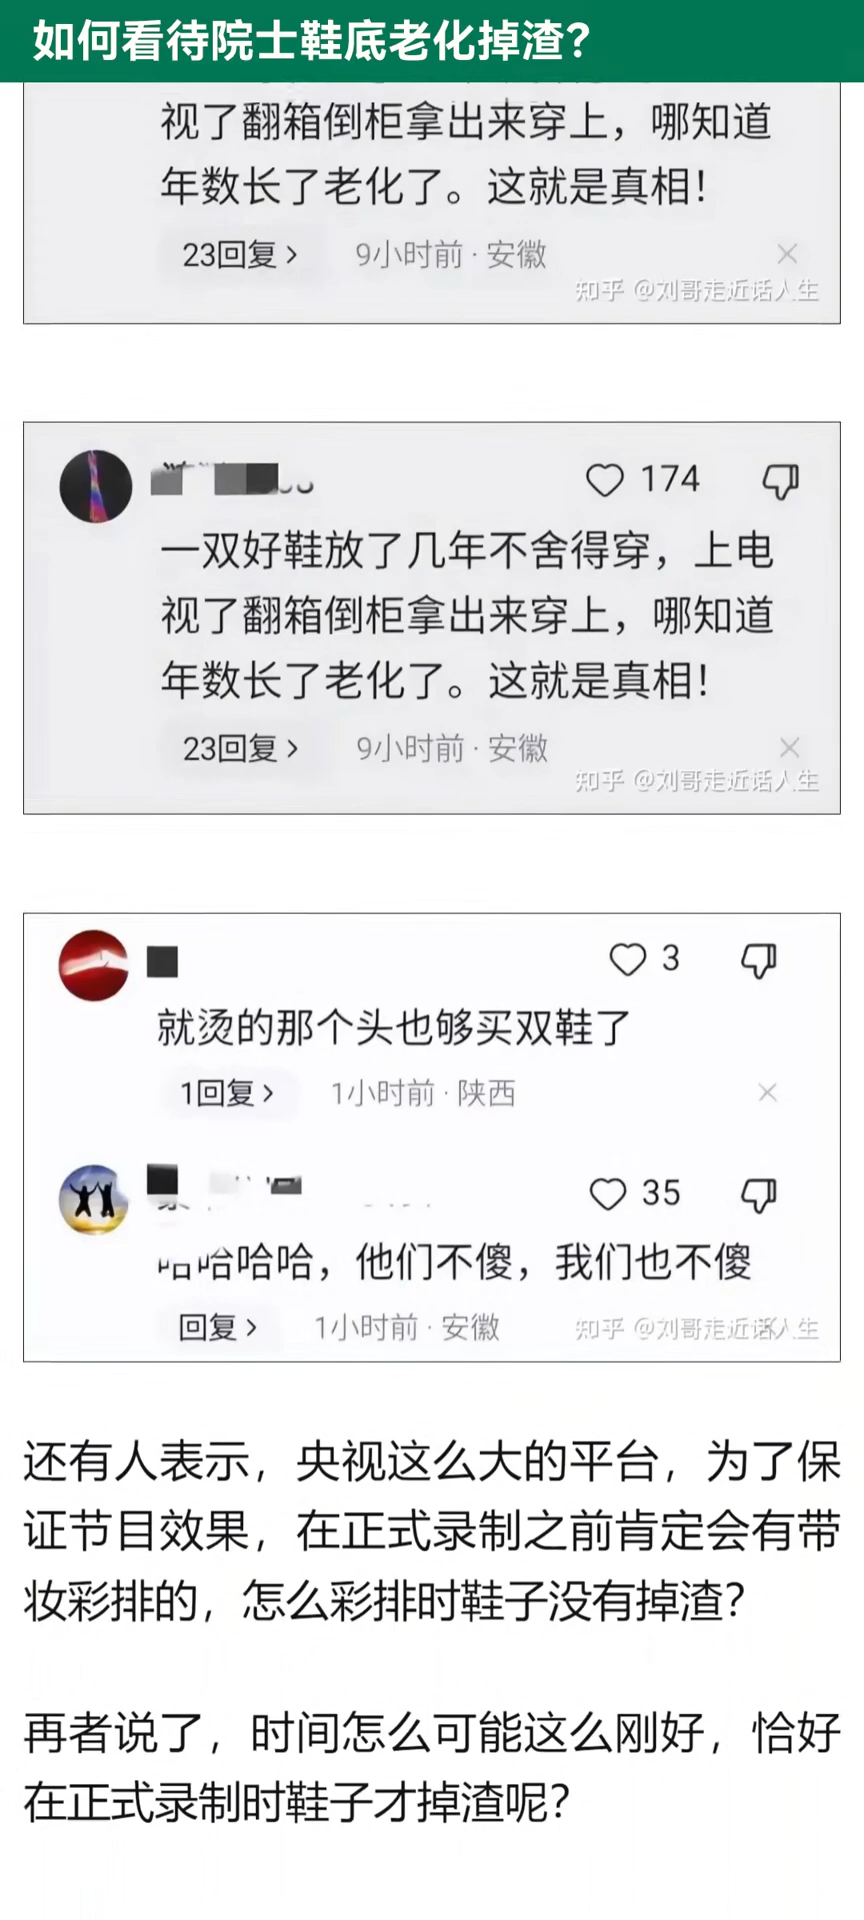 如何看待院士鞋底老化掉渣？
视了翻箱倒柜拿出来穿上，哪知道
年数长了老化了。这就是真相！
23回复 >
9小时前 · 安徽
知乎 @刘哥走近话人生
174
一双好鞋放了几年不舍得穿，上电
视了翻箱倒柜拿出来穿上，哪知道
年数长了老化了。这就是真相！
23回复 >
9小时前 · 安徽
知乎 @刘哥走近话人生
3
就烫的那个头也够买双鞋了
1回复 >
1小时前 · 陕西
35
哈哈哈哈，他们不傻，我们也不傻
回复 >
1小时前 · 安徽
知乎 @刘哥走近话人生
还有人表示，央视这么大的平台，为了保
证节目效果，在正式录制之前肯定会有带
妆彩排的，怎么彩排时鞋子没有掉渣？
再者说了，时间怎么可能这么刚好，恰好
在正式录制时鞋子才掉渣呢？